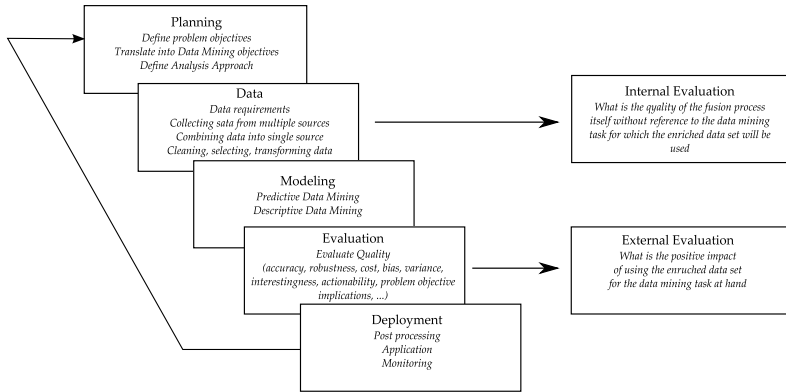 Planning
Define problem objectives
Translate into Data Mining objectives
Define Analysis Approach
Data
Data requirements
Collecting sata from multiple sources
Combining data into single source
Cleaning, selecting, transforming data
Internal Evaluation
What is the qyality of the fusion process
itself without reference to the data mining
task for which the enriched data set will be
used
Modeling
Predictive Data Mining
Descriptive Data Mining
Evaluation
Evaluate Quality
(accuracy, robustness, cost, bias, variance,
interestingness, actionability, problem objective
implications, ...)
External Evaluation
What is the positive impact
of using the enruched data set
for the data mining task at hand
Deployment
Post processing
Application
Monitoring